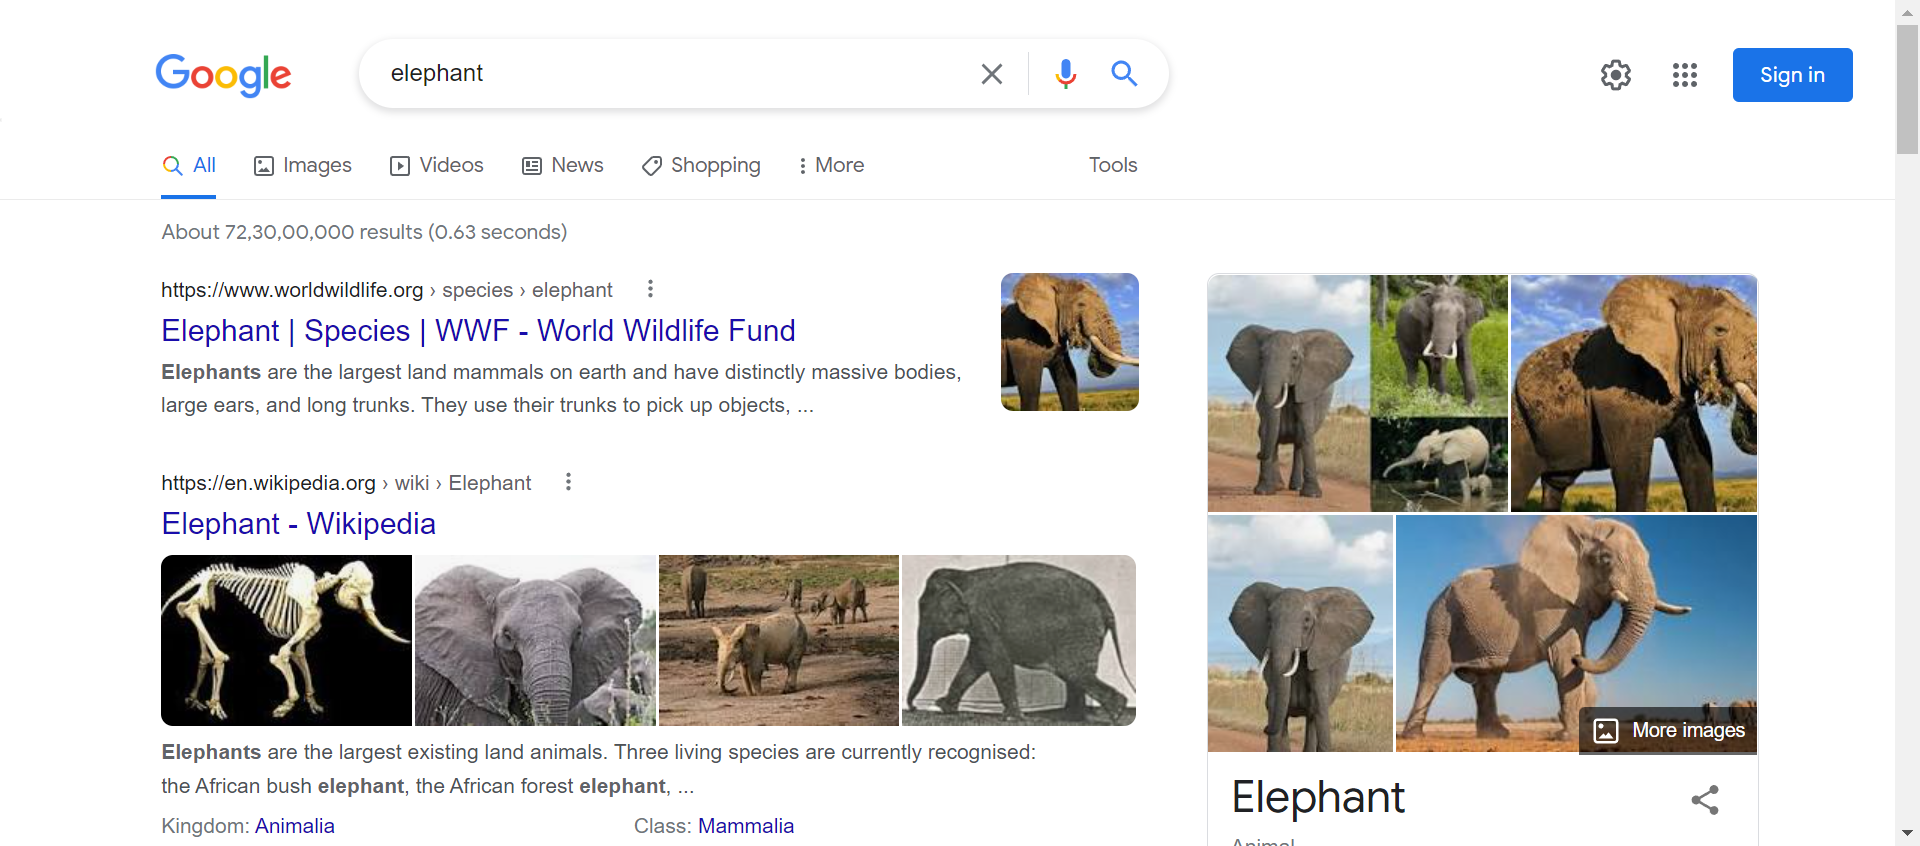 Google
elephant
Sign in
All Images Videos News Shopping More Tools
About 72,30,00,000 results (0.63 seconds)
https://www.worldwildlife.org › species › elephant
Elephant | Species | WWF - World Wildlife Fund
Elephants are the largest land mammals on earth and have distinctly massive bodies,
large ears, and long trunks. They use their trunks to pick up objects, ...
https://en.wikipedia.org › wiki › Elephant
Elephant - Wikipedia
Elephants are the largest existing land animals. Three living species are currently recognised:
the African bush elephant, the African forest elephant, ...
Kingdom: Animalia
Class: Mammalia
More images
Elephant
Animal